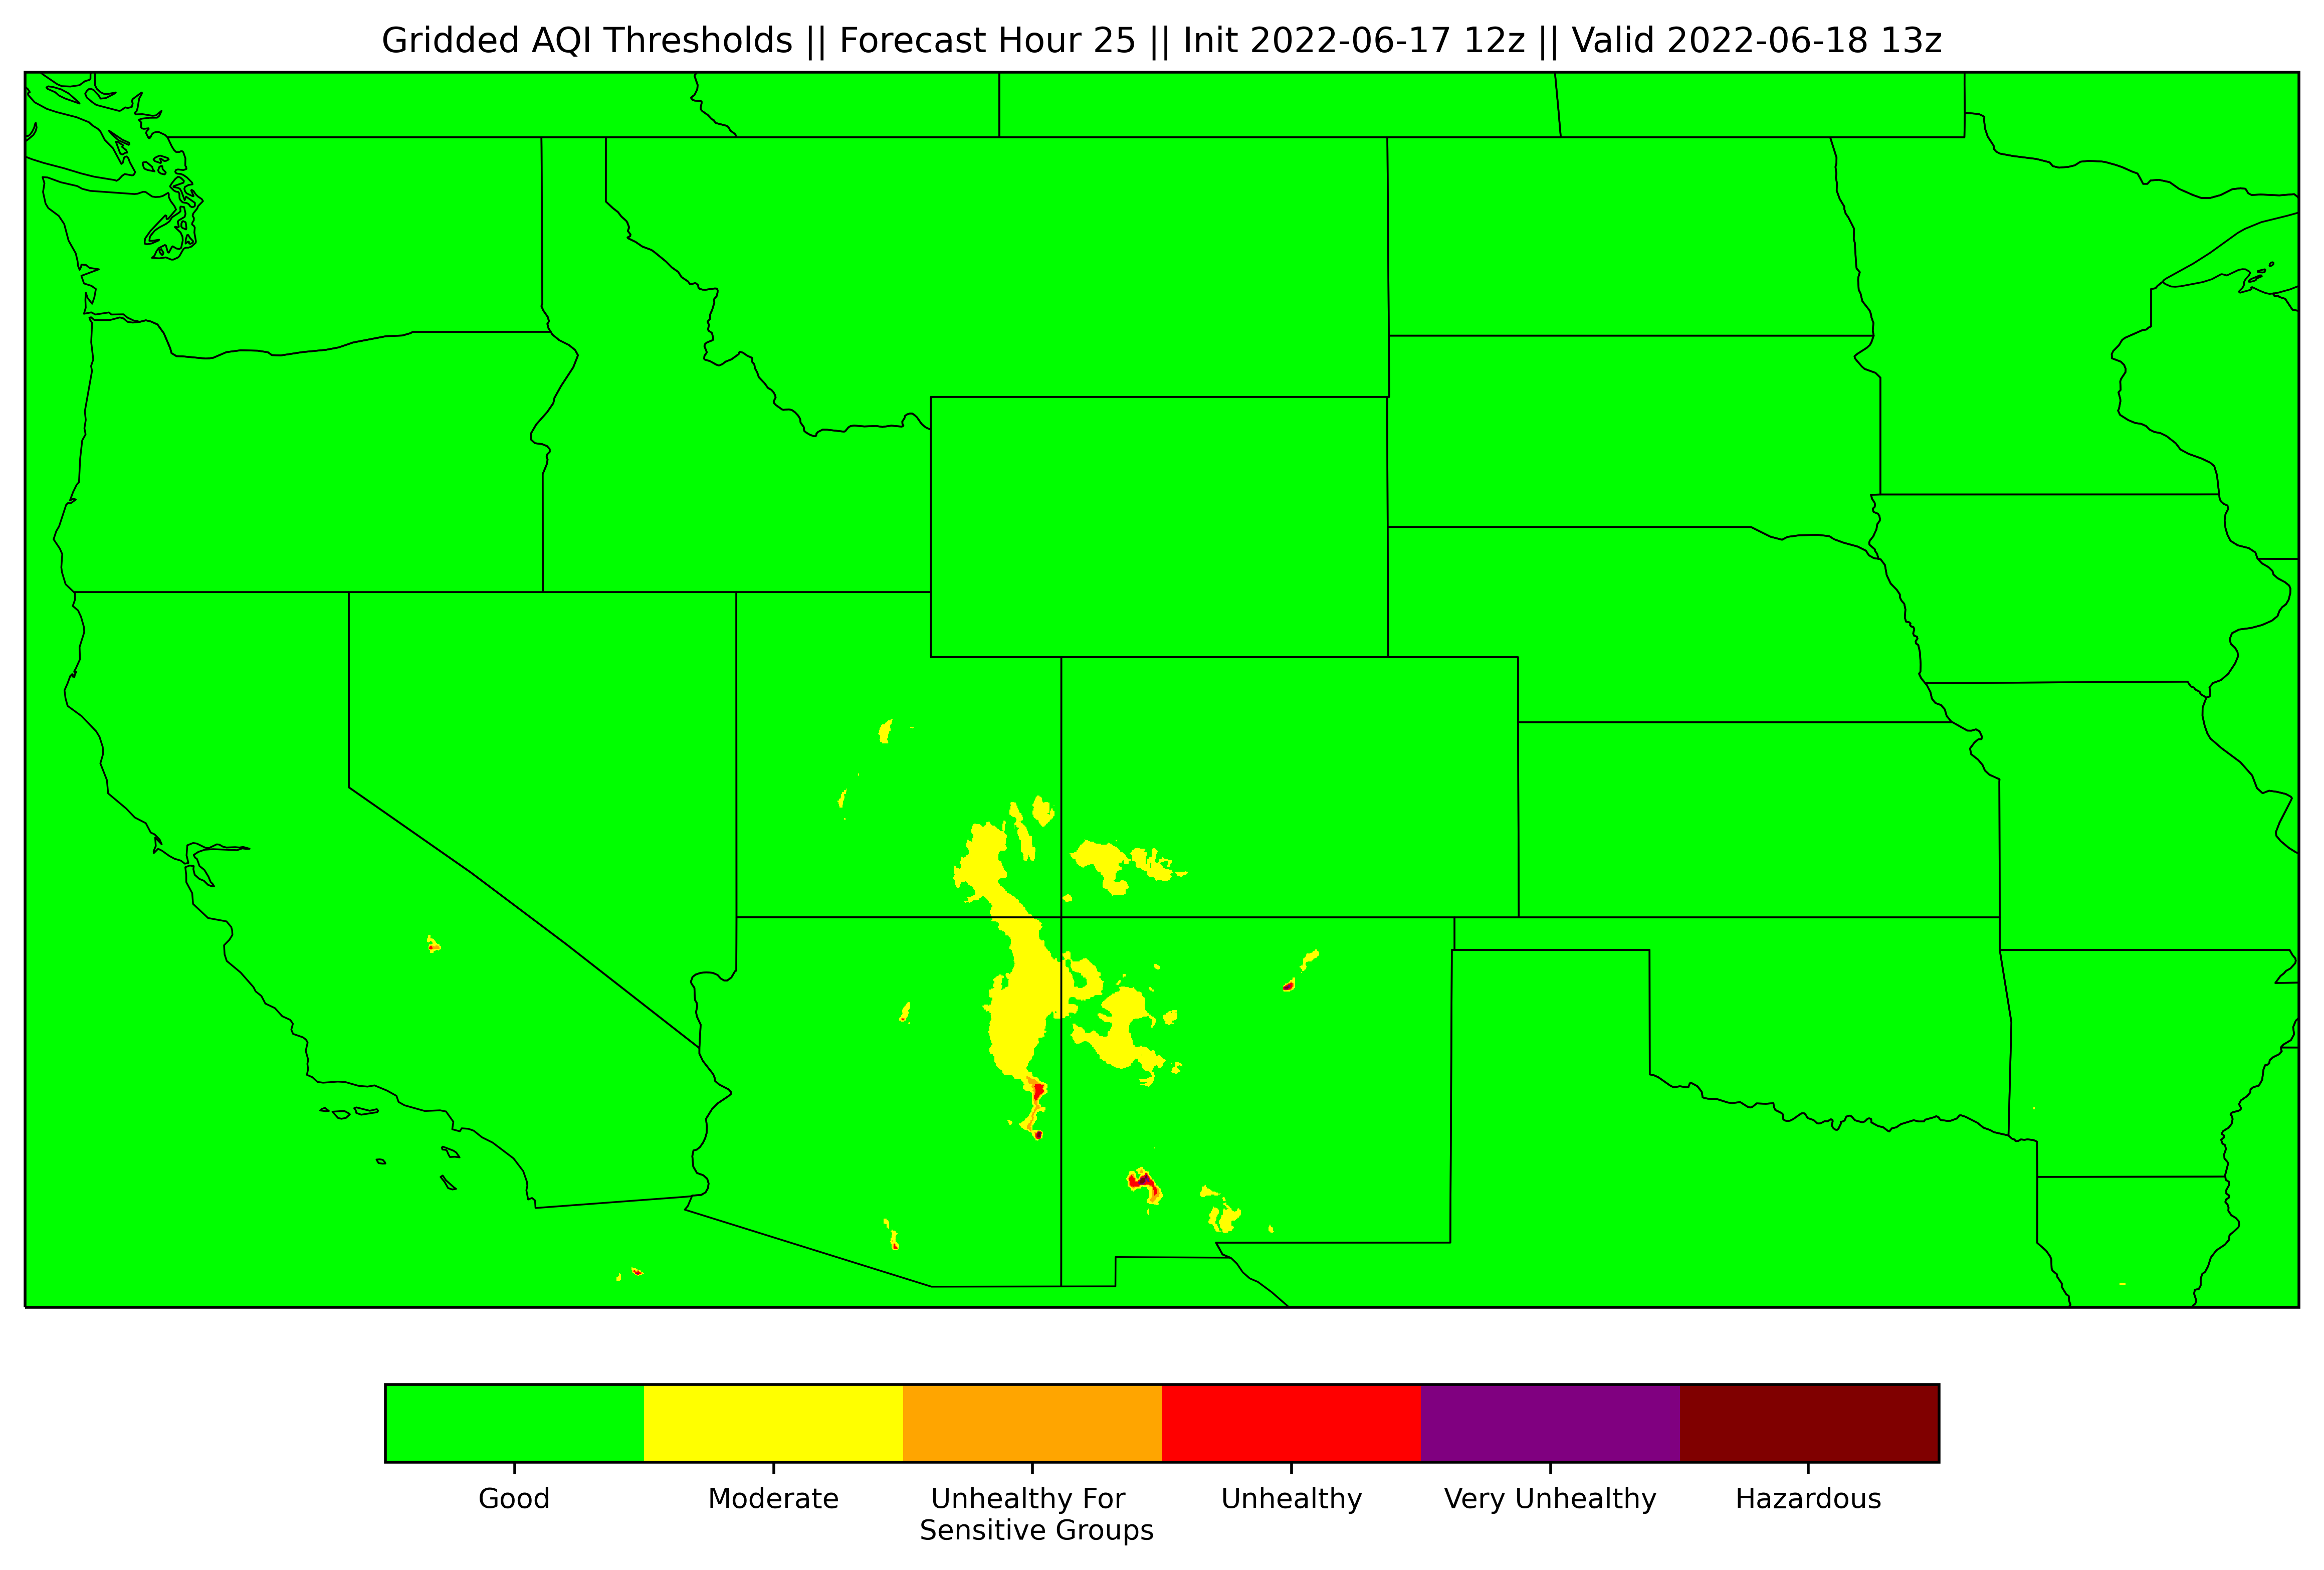 Gridded AQI Thresholds || Forecast Hour 25 || Init 2022-06-17 12z || Valid 2022-06-18 13z
Good
Moderate
Unhealthy For
Sensitive Groups
Unhealthy
Very Unhealthy
Hazardous